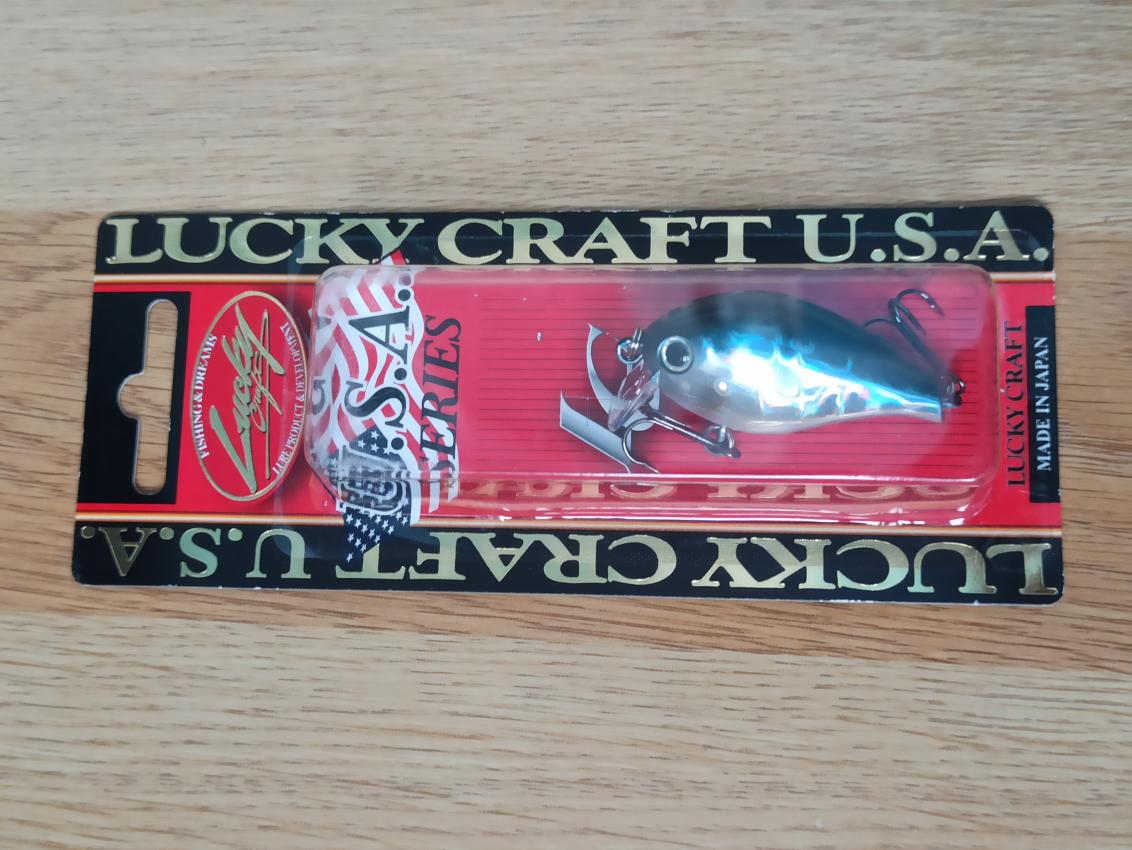 LUCKY CRAFT U.S.A.
FISHING & DREAMS
Lucky
Craft
LURE PRODUCT & DEVELOPMENT
U.S.A.
SERIES
LUCKY CRAFT
MADE IN JAPAN
LUCKY CRAFT U.S.A.